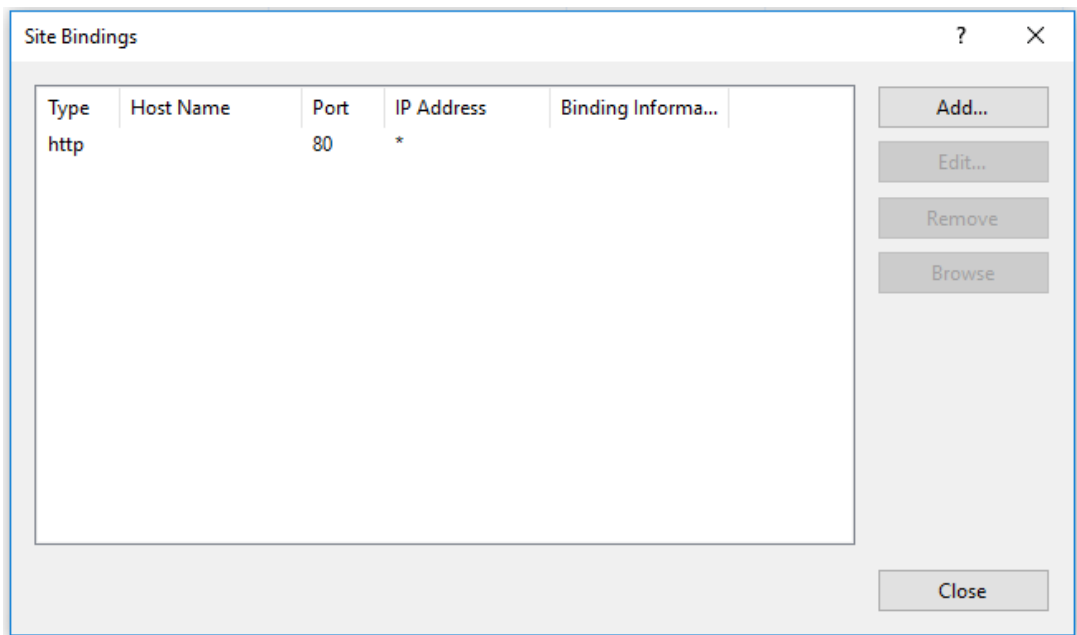 Site Bindings ? ×
Type Host Name Port IP Address Binding Informa... Add...
http 80 *
Edit...
Remove
Browse
Close